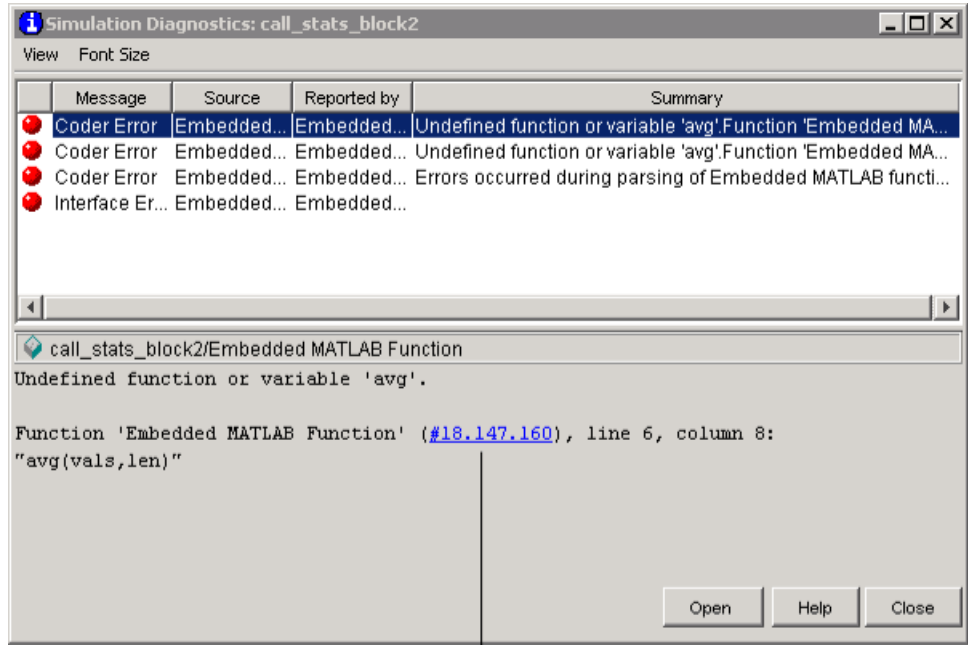 Simulation Diagnostics: call_stats_block2
View Font Size
Message Source Reported by Summary
Coder Error Embedded... Embedded... Undefined function or variable 'avg'.Function 'Embedded MA...
Coder Error Embedded... Embedded... Undefined function or variable 'avg'.Function 'Embedded MA...
Coder Error Embedded... Embedded... Errors occurred during parsing of Embedded MATLAB functi...
Interface Er... Embedded... Embedded...
call_stats_block2/Embedded MATLAB Function
Undefined function or variable 'avg'.
Function 'Embedded MATLAB Function' (#18.147.160), line 6, column 8:
"avg(vals,len)"
Open Help Close